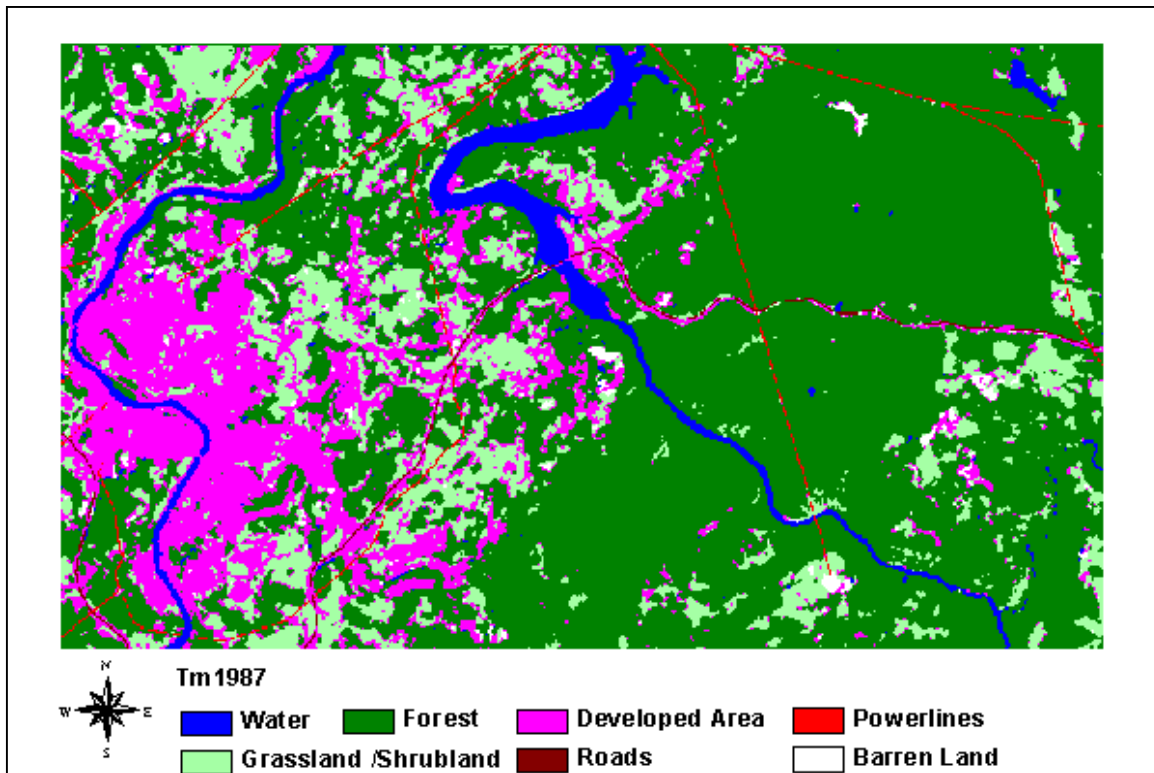 Tm 1987
N
W E
S
Water Forest Developed Area Powerlines
Grassland /Shrubland Roads Barren Land